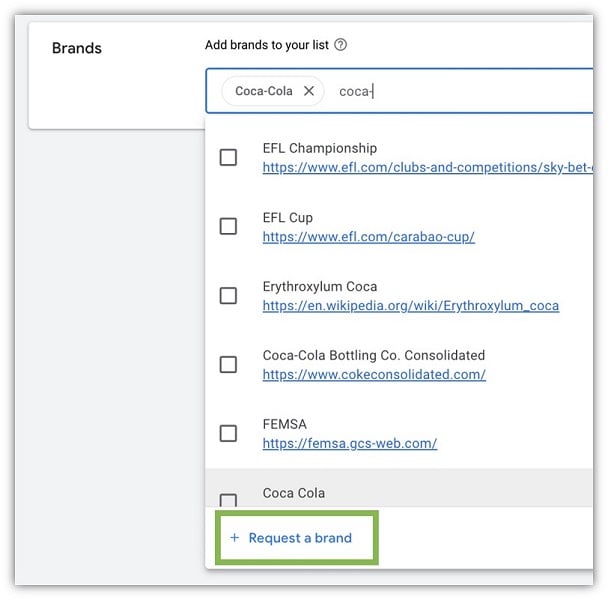 Brands
Add brands to your list
Coca-Cola
coca-
EFL Championship
https://www.efl.com/clubs-and-competitions/sky-bet-
EFL Cup
https://www.efl.com/carabao-cup/
Erythroxylum Coca
https://en.wikipedia.org/wiki/Erythroxylum_coca
Coca-Cola Bottling Co. Consolidated
https://www.cokeconsolidated.com/
FEMSA
https://femsa.gcs-web.com/
Coca Cola
+ Request a brand